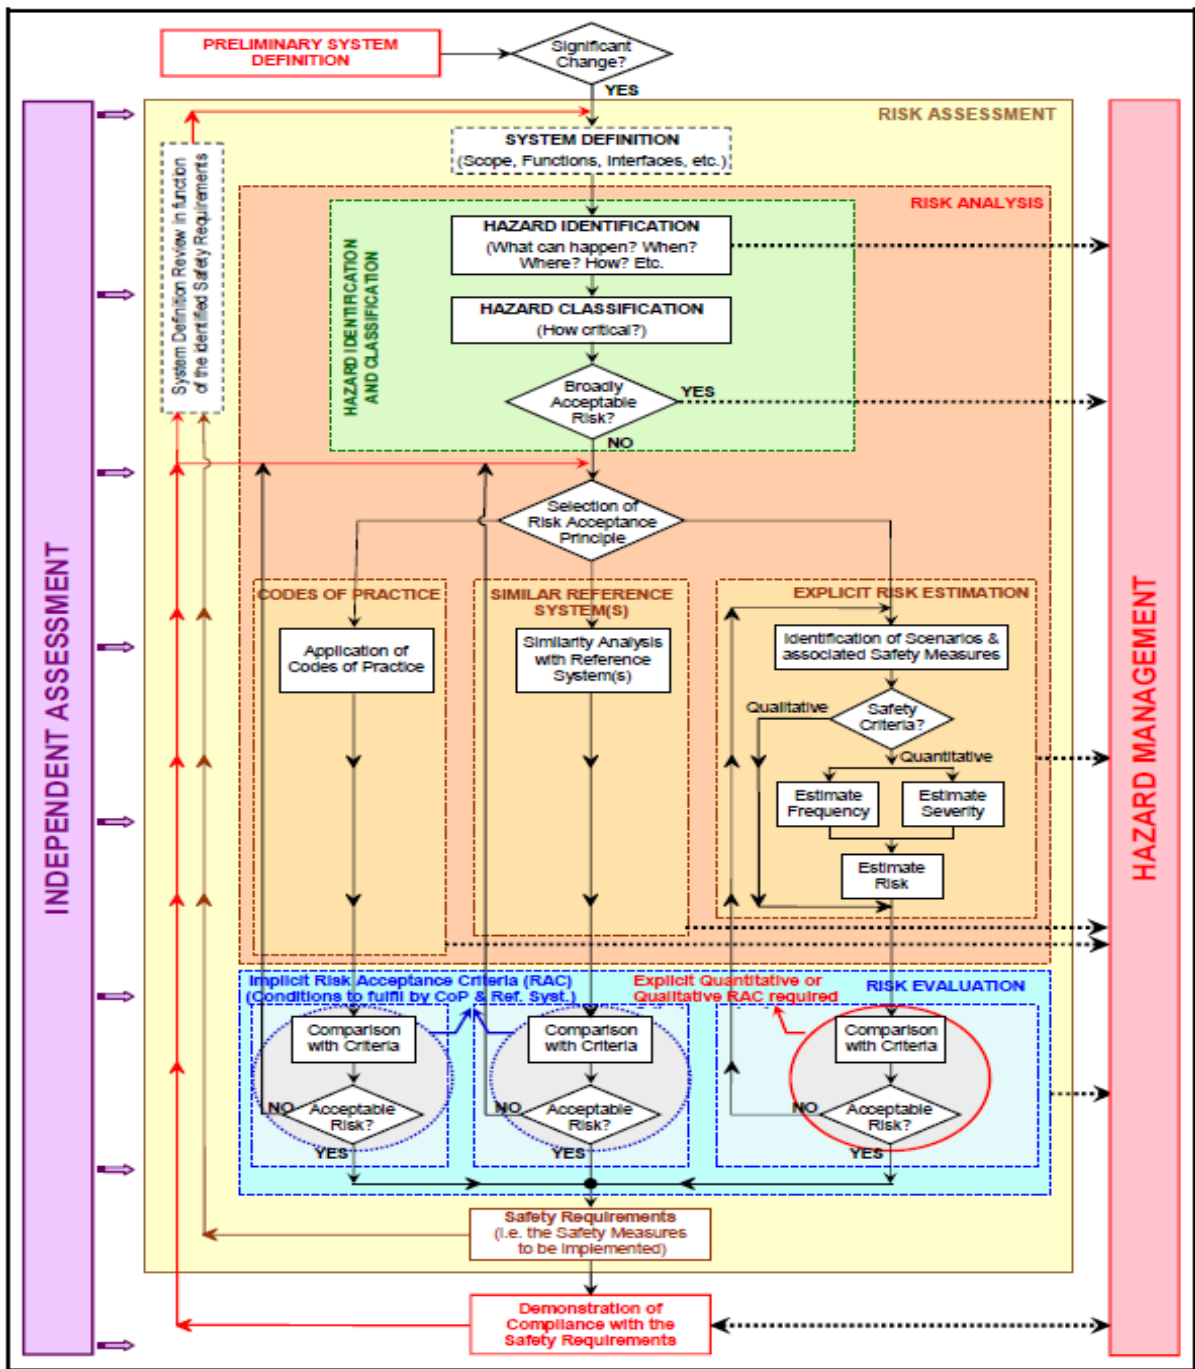 PRELIMINARY SYSTEM
DEFINITION
Significant
Change?
YES
RISK ASSESSMENT
SYSTEM DEFINITION
(Scope, Functions, Interfaces, etc.)
System Definition Review in function
of the identified Safety Requirements
RISK ANALYSIS
HAZARD IDENTIFICATION
AND CLASSIFICATION
HAZARD IDENTIFICATION
(What can happen? When?
Where? How? Etc.
HAZARD CLASSIFICATION
(How critical?)
Broadly
Acceptable
Risk?
YES
NO
Selection of
Risk Acceptance
Principle
INDEPENDENT ASSESSMENT
HAZARD MANAGEMENT
CODES OF PRACTICE
Application of
Codes of Practice
SIMILAR REFERENCE
SYSTEM(S)
Similarity Analysis
with Reference
System(s)
EXPLICIT RISK ESTIMATION
Identification of Scenarios &
associated Safety Measures
Qualitative
Safety
Criteria?
Quantitative
Estimate
Frequency
Estimate
Severity
Estimate
Risk
Implicit Risk Acceptance Criteria (RAC)
(Conditions to fulfil by CoP & Ref. Syst.)
Explicit Quantitative or
Qualitative RAC required
RISK EVALUATION
Comparison
with Criteria
NO
Acceptable
Risk?
YES
Comparison
with Criteria
NO
Acceptable
Risk?
YES
Comparison
with Criteria
NO
Acceptable
Risk?
YES
Safety Requirements
(i.e. the Safety Measures
to be implemented)
Demonstration of
Compliance with the
Safety Requirements